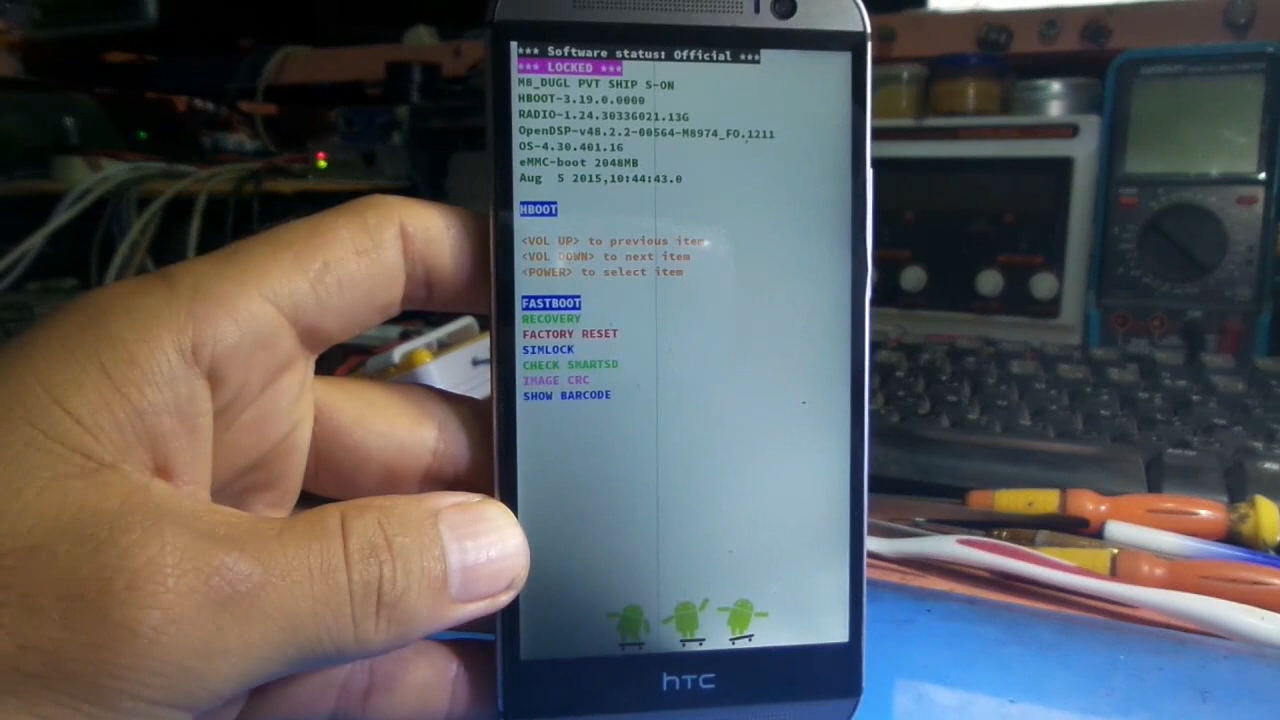 *** Software status: Official ***
*** LOCKED ***
M8_DUGL PVT SHIP S-ON
HBOOT-3.19.0.0000
RADIO-1.24.30336021.13G
OpenDSP-v48.2.2-00564-M8974_FO.1211
OS-4.30.401.16
eMMC-boot 2048MB
Aug  5 2015,10:44:43.0
HBOOT
<VOL UP> to previous item
<VOL DOWN> to next item
<POWER> to select item
FASTBOOT
RECOVERY
FACTORY RESET
SIMLOCK
CHECK SMARTSD
IMAGE CRC
SHOW BARCODE
hTC